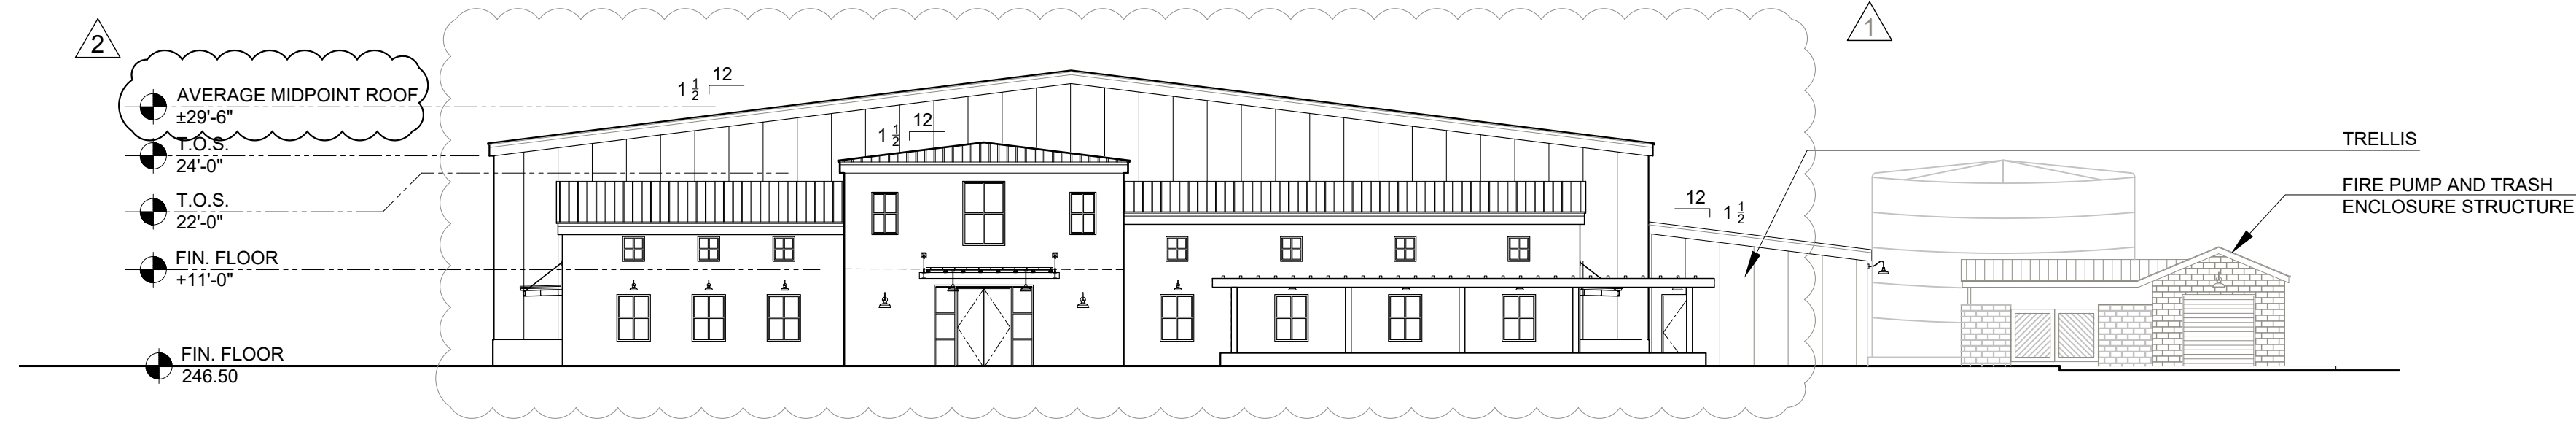 2
1
AVERAGE MIDPOINT ROOF
±29'-6"
T.O.S.
24'-0"
T.O.S.
22'-0"
FIN. FLOOR
+11'-0"
FIN. FLOOR
246.50
12
1 1/2
12
1 1/2
12
1 1/2
TRELLIS
FIRE PUMP AND TRASH
ENCLOSURE STRUCTURE